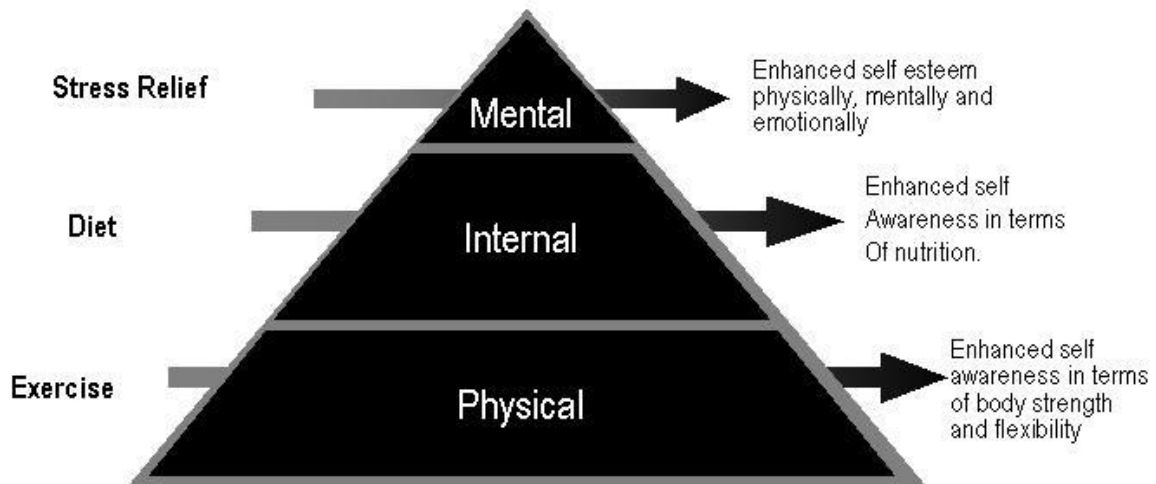 Stress Relief
Mental
Enhanced self esteem
physically, mentally and
emotionally
Diet
Internal
Enhanced self
Awareness in terms
Of nutrition.
Exercise
Physical
Enhanced self
awareness in terms
of body strength
and flexibility